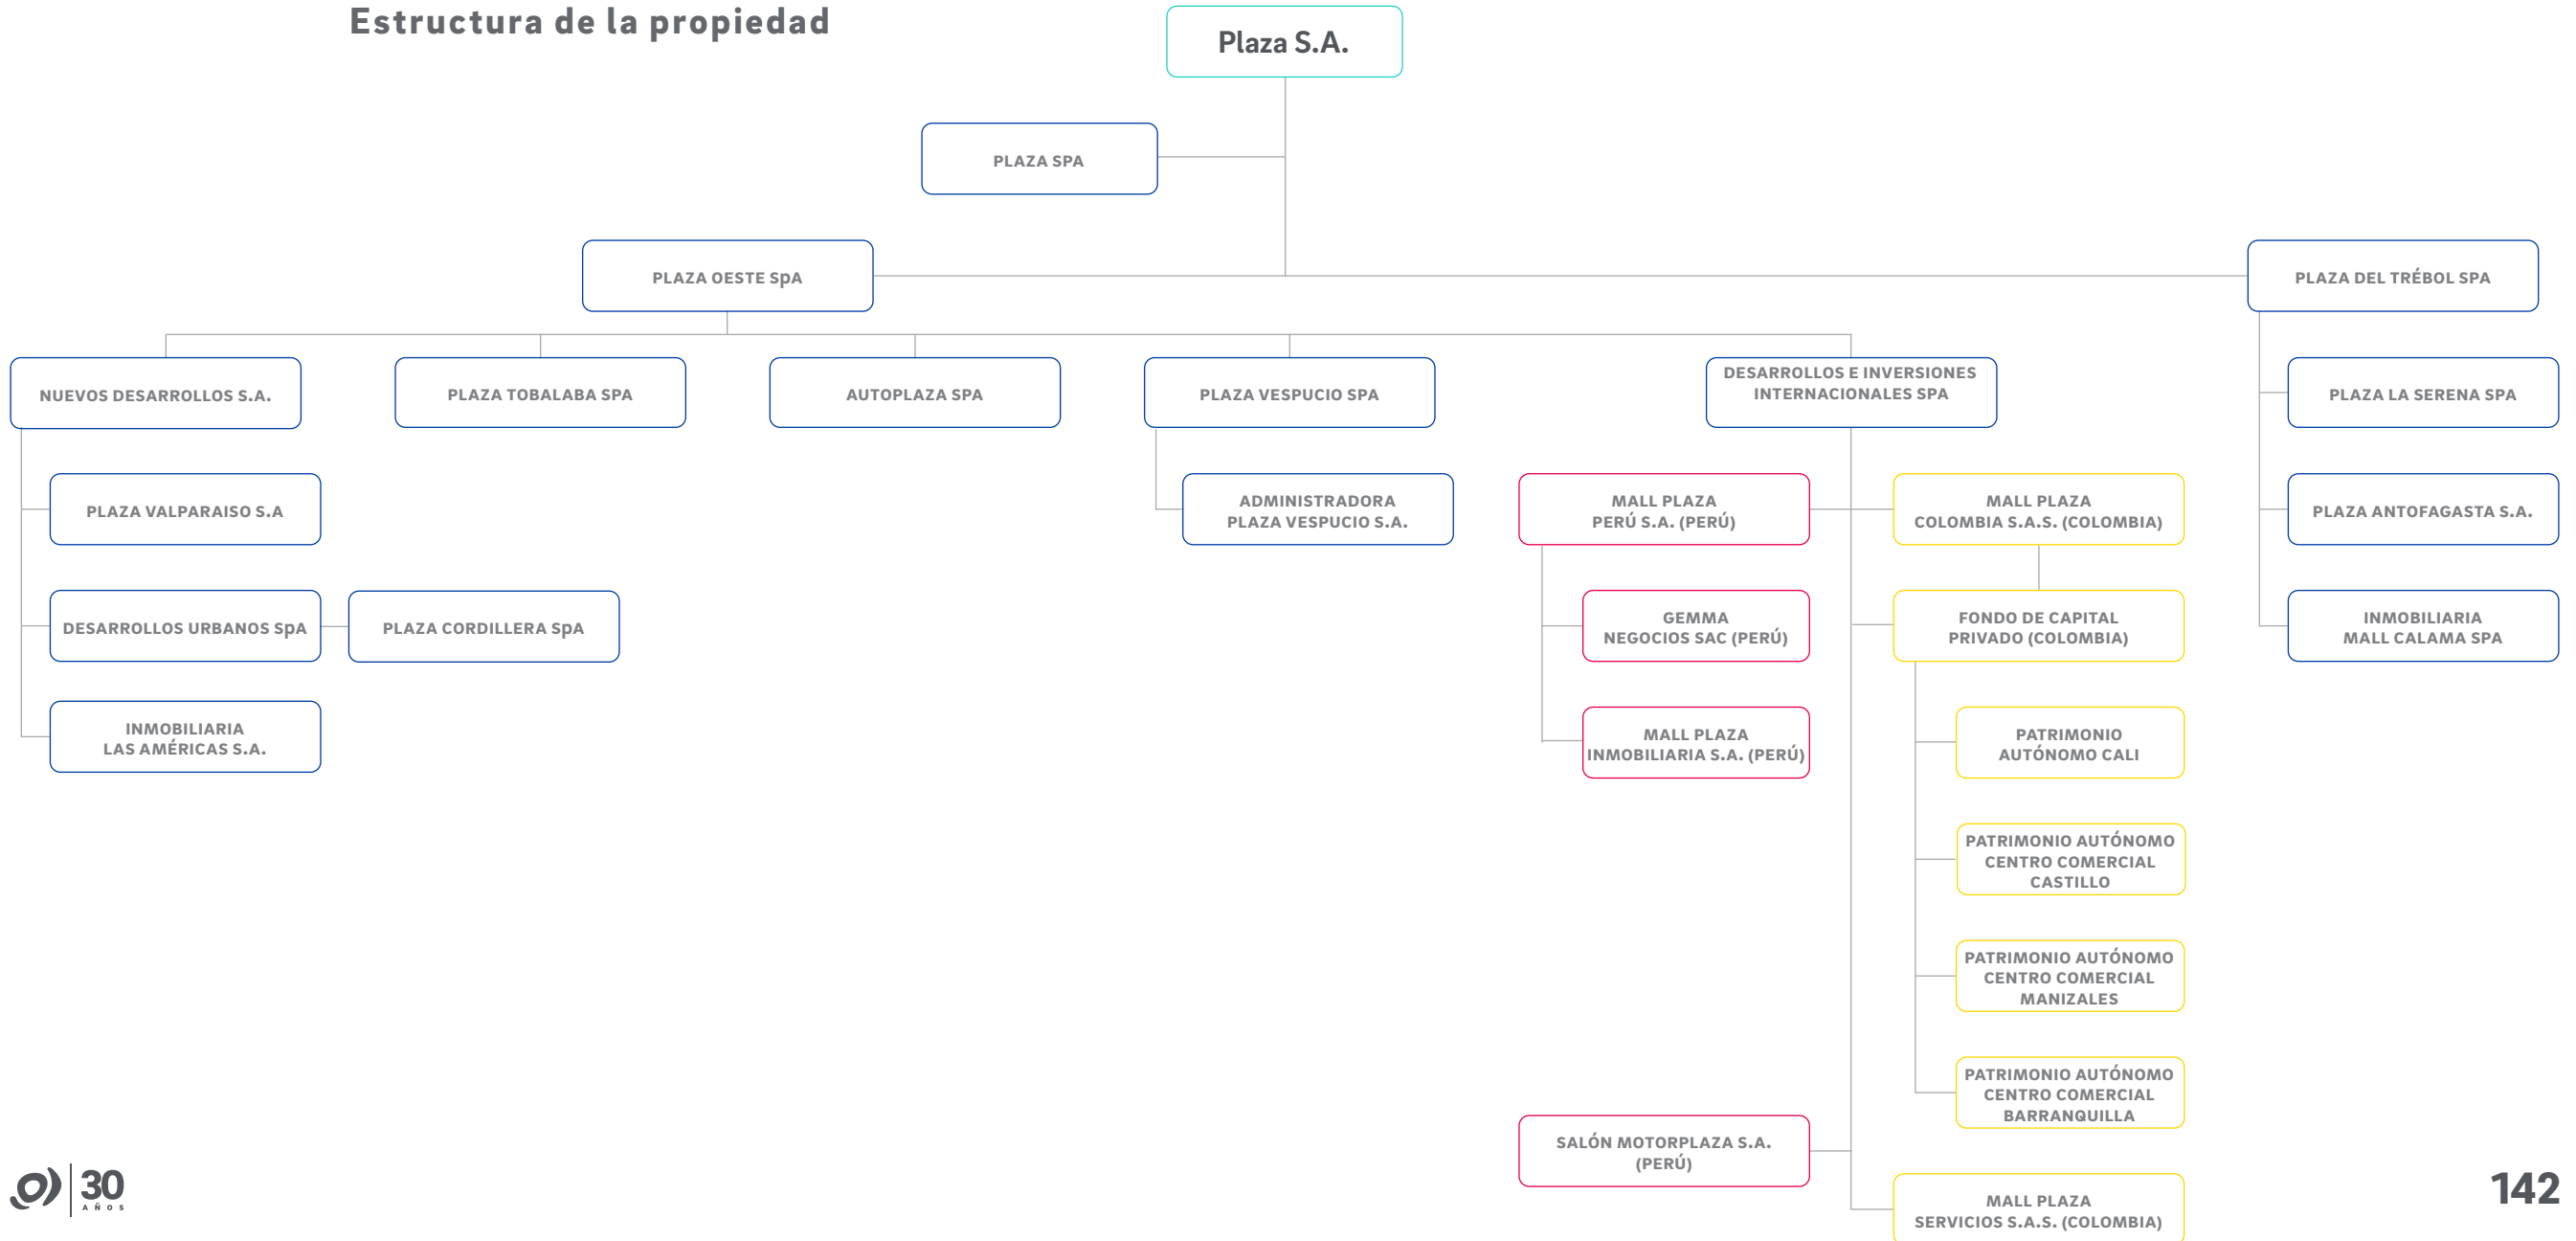 Estructura de la propiedad
Plaza S.A.
PLAZA SPA
PLAZA OESTE SpA
PLAZA DEL TRÉBOL SPA
NUEVOS DESARROLLOS S.A.
PLAZA TOBALABA SPA
AUTOPLAZA SPA
PLAZA VESPUCIO SPA
DESARROLLOS E INVERSIONES
INTERNACIONALES SPA
PLAZA LA SERENA SPA
PLAZA VALPARAISO S.A
ADMINISTRADORA
PLAZA VESPUCIO S.A.
MALL PLAZA
PERÚ S.A. (PERÚ)
MALL PLAZA
COLOMBIA S.A.S. (COLOMBIA)
PLAZA ANTOFAGASTA S.A.
DESARROLLOS URBANOS SpA
PLAZA CORDILLERA SpA
GEMMA
NEGOCIOS SAC (PERÚ)
FONDO DE CAPITAL
PRIVADO (COLOMBIA)
INMOBILIARIA
MALL CALAMA SPA
INMOBILIARIA
LAS AMÉRICAS S.A.
MALL PLAZA
INMOBILIARIA S.A. (PERÚ)
PATRIMONIO
AUTÓNOMO CALI
PATRIMONIO AUTÓNOMO
CENTRO COMERCIAL
CASTILLO
PATRIMONIO AUTÓNOMO
CENTRO COMERCIAL
MANIZALES
PATRIMONIO AUTÓNOMO
CENTRO COMERCIAL
BARRANQUILLA
SALÓN MOTORPLAZA S.A.
(PERÚ)
MALL PLAZA
SERVICIOS S.A.S. (COLOMBIA)
30
AÑOS
142